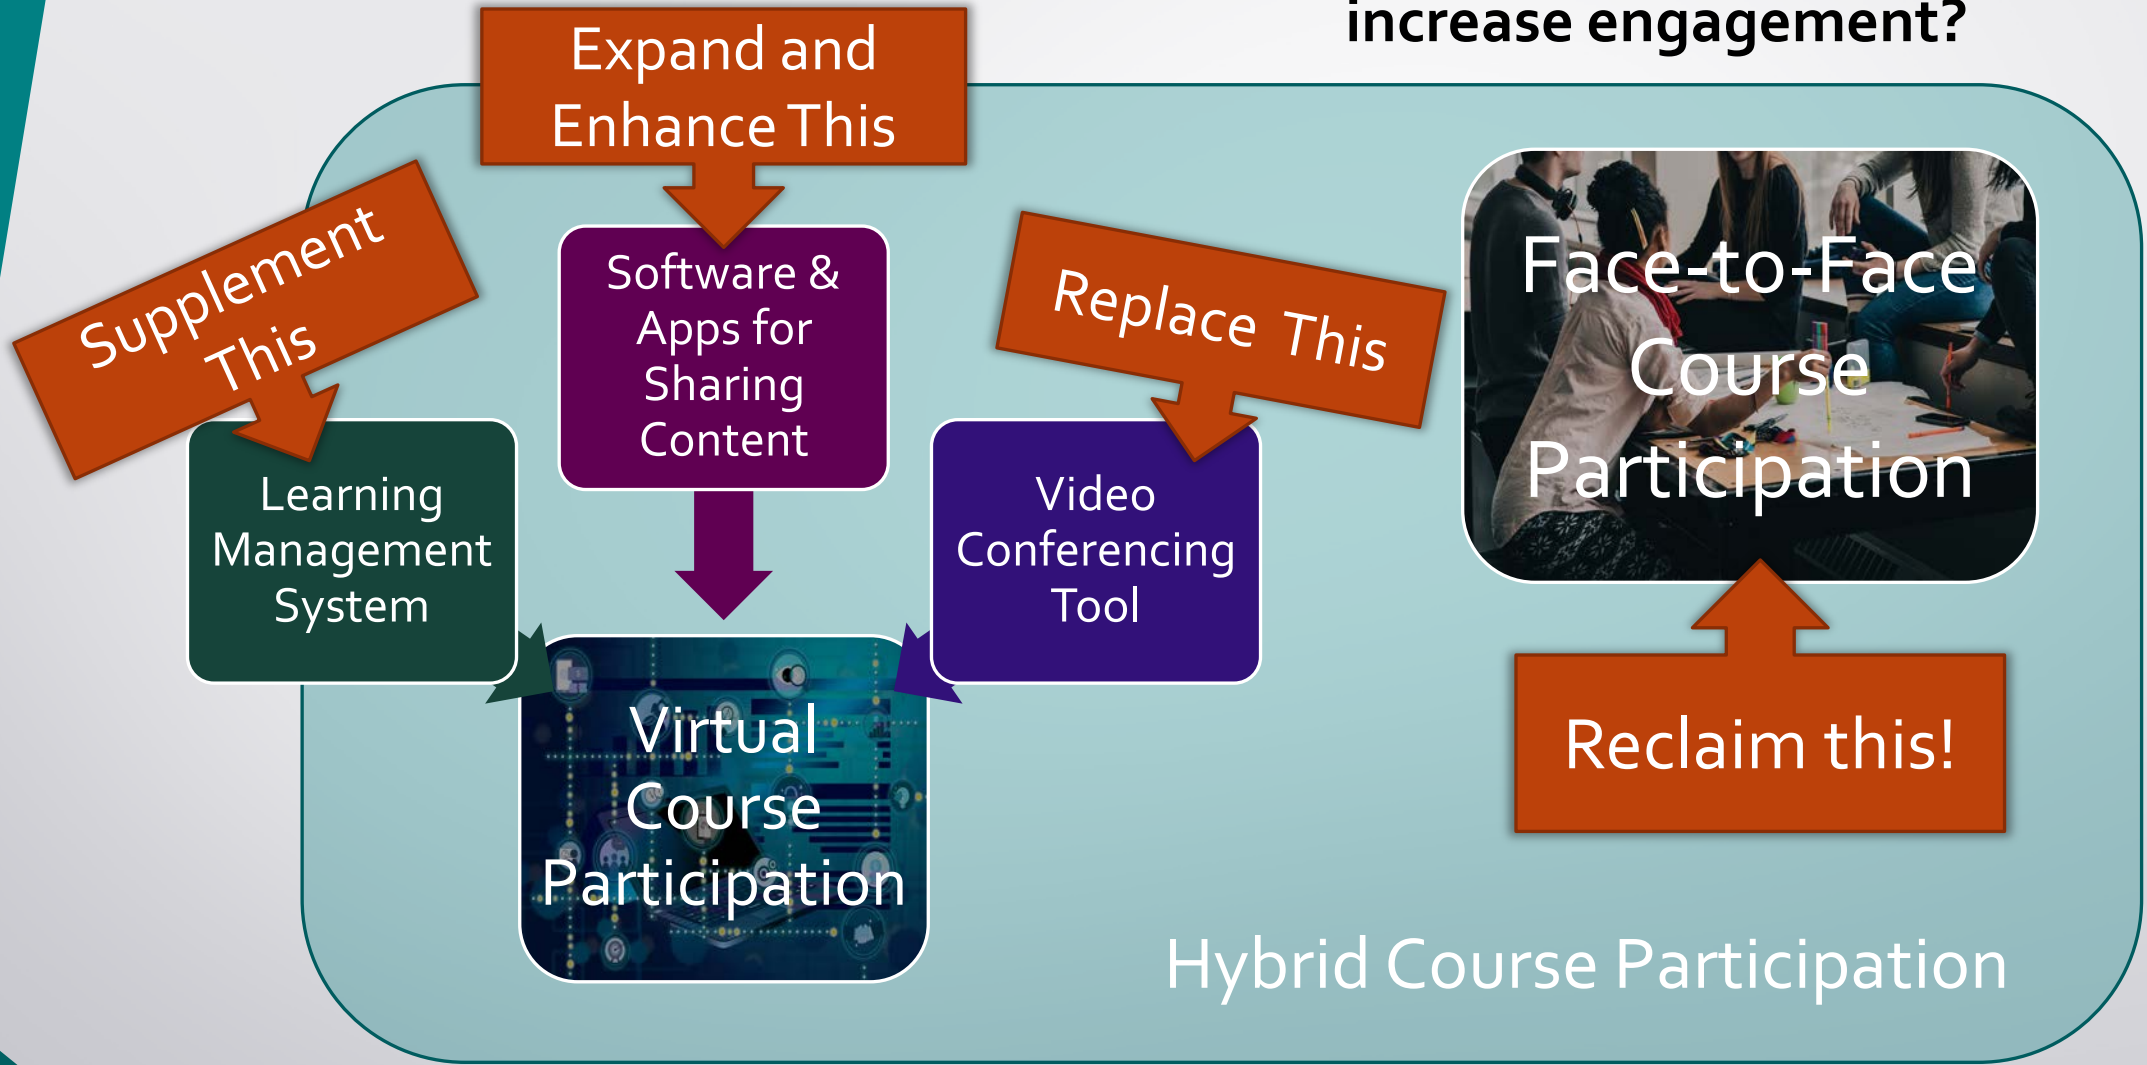 increase engagement?
Expand and
Enhance This
Supplement
This
Software &
Apps for
Sharing
Content
Replace  This
Face-to-Face
Course
Participation
Learning
Management
System
Video
Conferencing
Tool
Virtual
Course
Participation
Reclaim this!
Hybrid Course Participation